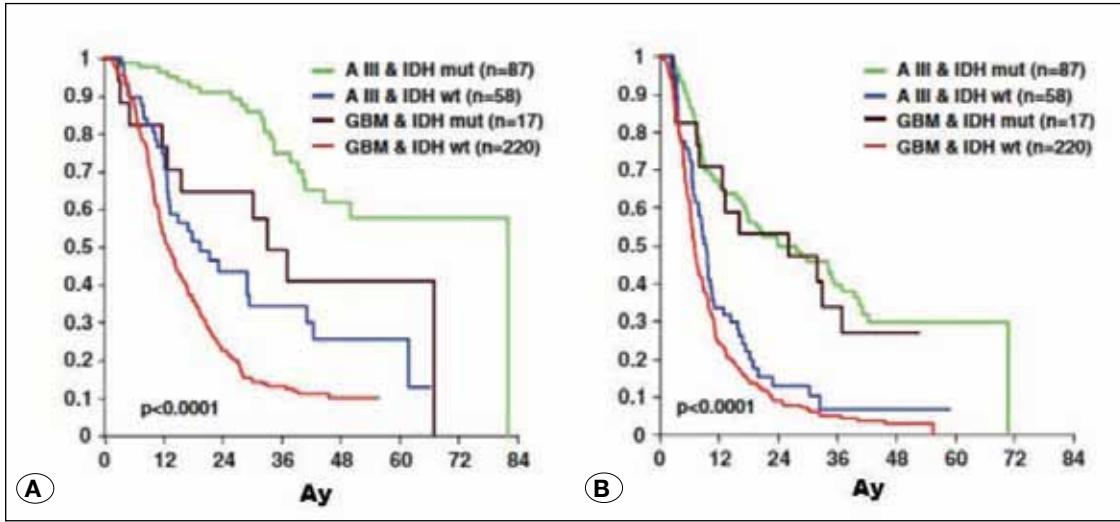 1
0.9
0.8
0.7
0.6
0.5
0.4
0.3
0.2
0.1
0
A III & IDH mut (n=87)
A III & IDH wt (n=58)
GBM & IDH mut (n=17)
GBM & IDH wt (n=220)
p<0.0001
0 12 24 36 48 60 72 84
Ay
A
1
0.9
0.8
0.7
0.6
0.5
0.4
0.3
0.2
0.1
0
A III & IDH mut (n=87)
A III & IDH wt (n=58)
GBM & IDH mut (n=17)
GBM & IDH wt (n=220)
p<0.0001
0 12 24 36 48 60 72 84
Ay
B